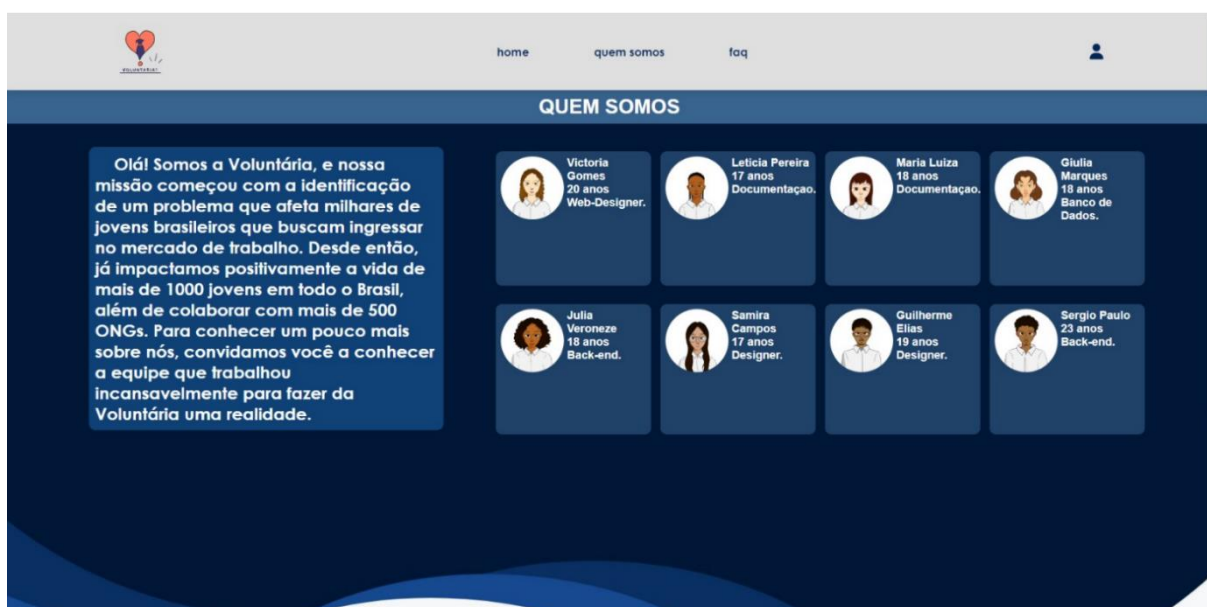 VOLUNTÁRIA!
home
quem somos
faq
QUEM SOMOS
Olá! Somos a Voluntária, e nossa
missão começou com a identificação
de um problema que afeta milhares de
jovens brasileiros que buscam ingressar
no mercado de trabalho. Desde então,
já impactamos positivamente a vida de
mais de 1000 jovens em todo o Brasil,
além de colaborar com mais de 500
ONGs. Para conhecer um pouco mais
sobre nós, convidamos você a conhecer
a equipe que trabalhou
incansavelmente para fazer da
Voluntária uma realidade.
Victoria
Gomes
20 anos
Web-Designer.
Leticia Pereira
17 anos
Documentaçao.
Maria Luiza
18 anos
Documentaçao.
Giulia
Marques
18 anos
Banco de
Dados.
Julia
Veroneze
18 anos
Back-end.
Samira
Campos
17 anos
Designer.
Guilherme
Elias
19 anos
Designer.
Sergio Paulo
23 anos
Back-end.